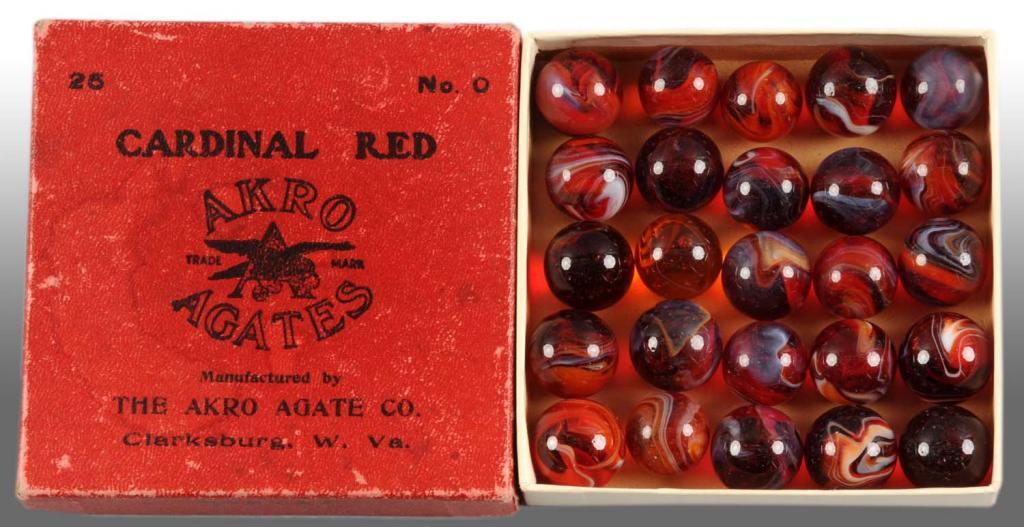 25 No. 0
CARDINAL RED
AKRO
TRADE MARK
AGATES
Manufactured by
THE AKRO AGATE CO.
Clarksburg, W. Va.